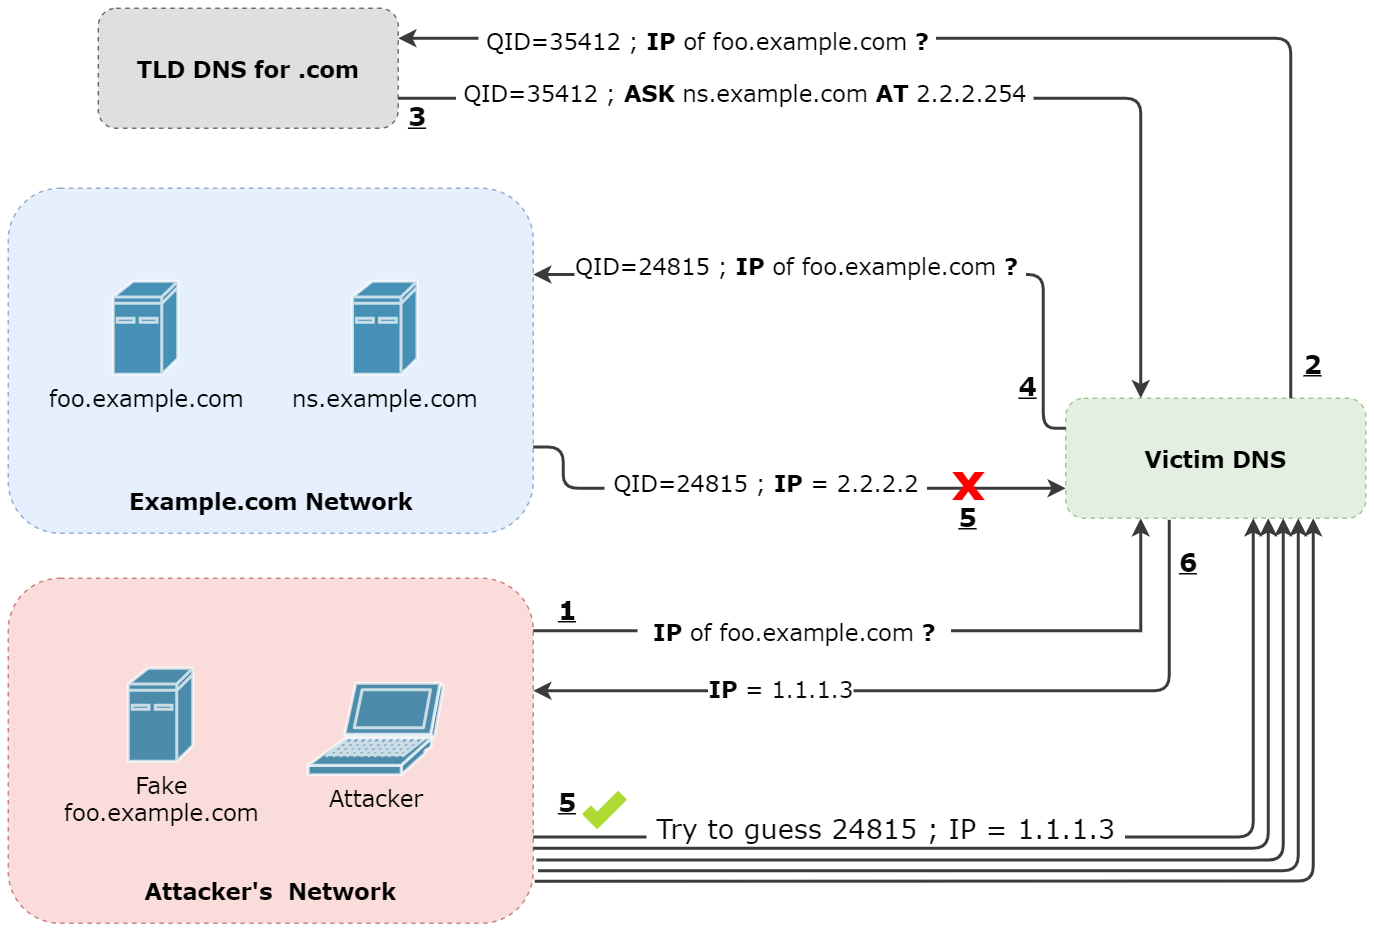 QID=35412 ; IP of foo.example.com ?
TLD DNS for .com
QID=35412 ; ASK ns.example.com AT 2.2.2.254
3
QID=24815 ; IP of foo.example.com ?
2
4
foo.example.com
ns.example.com
Victim DNS
QID=24815 ; IP = 2.2.2.2
X
5
Example.com Network
6
1
IP of foo.example.com ?
IP = 1.1.1.3
Fake
foo.example.com
Attacker
5
Try to guess 24815 ; IP = 1.1.1.3
Attacker's Network